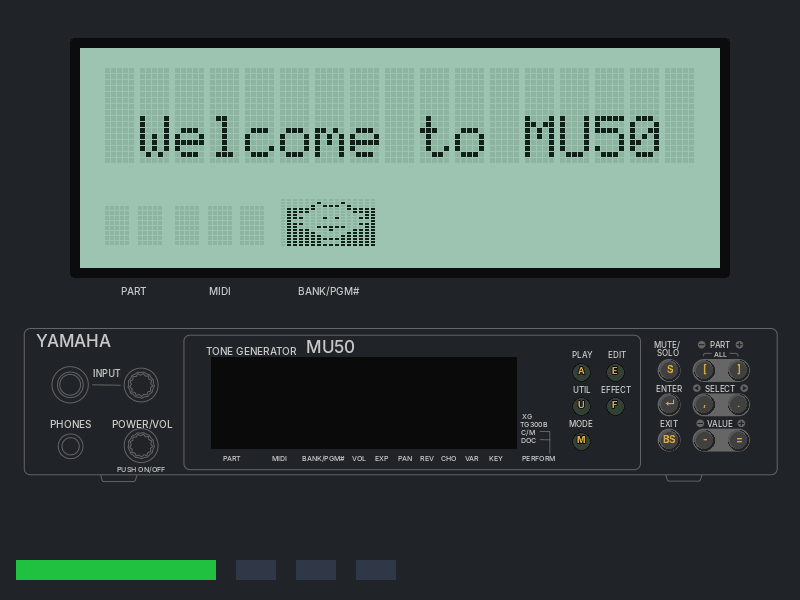 Welcome to MU50
PART MIDI BANK/PGM#
YAMAHA
TONE GENERATOR MU50
INPUT
PHONES POWER/VOL
PUSH ON/OFF
PART MIDI BANK/PGM# VOL EXP PAN REV CHO VAR KEY PERFORM
XG
TG300B
C/M
DOC
PLAY EDIT
A E
UTIL EFFECT
U F
MODE
M
MUTE/
SOLO
PART
ALL
S [ ]
ENTER SELECT
↵ , .
EXIT VALUE
BS - =